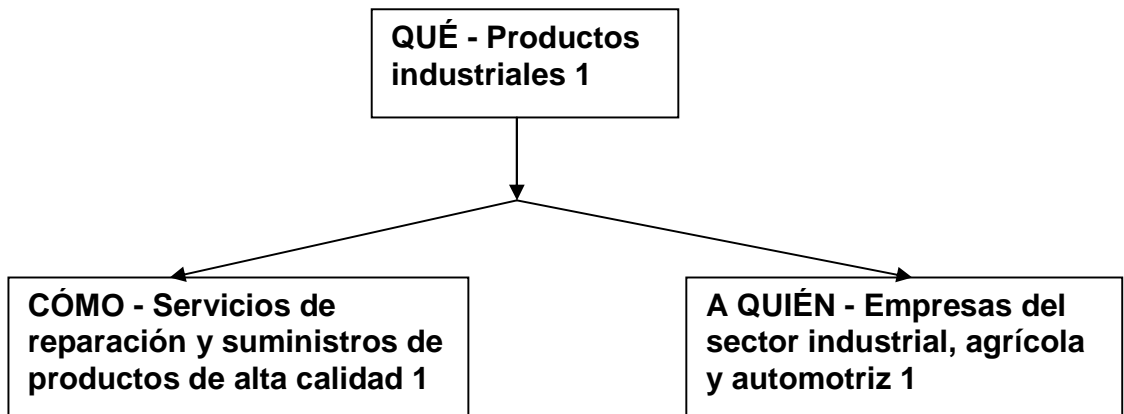 QUÉ - Productos
industriales 1
CÓMO - Servicios de
reparación y suministros de
productos de alta calidad 1
A QUIÉN - Empresas del
sector industrial, agrícola
y automotriz 1